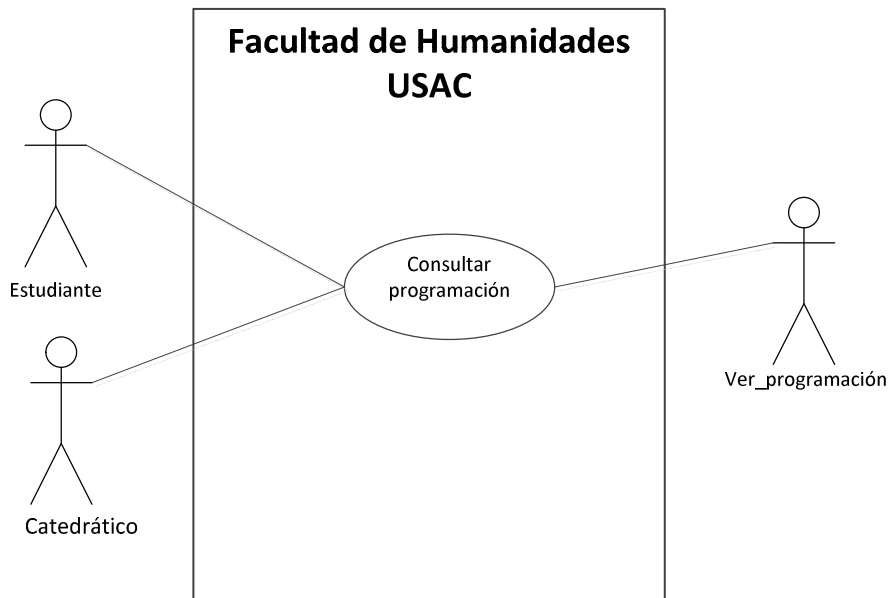 Facultad de Humanidades
USAC
Estudiante
Consultar
programación
Ver_programación
Catedrático